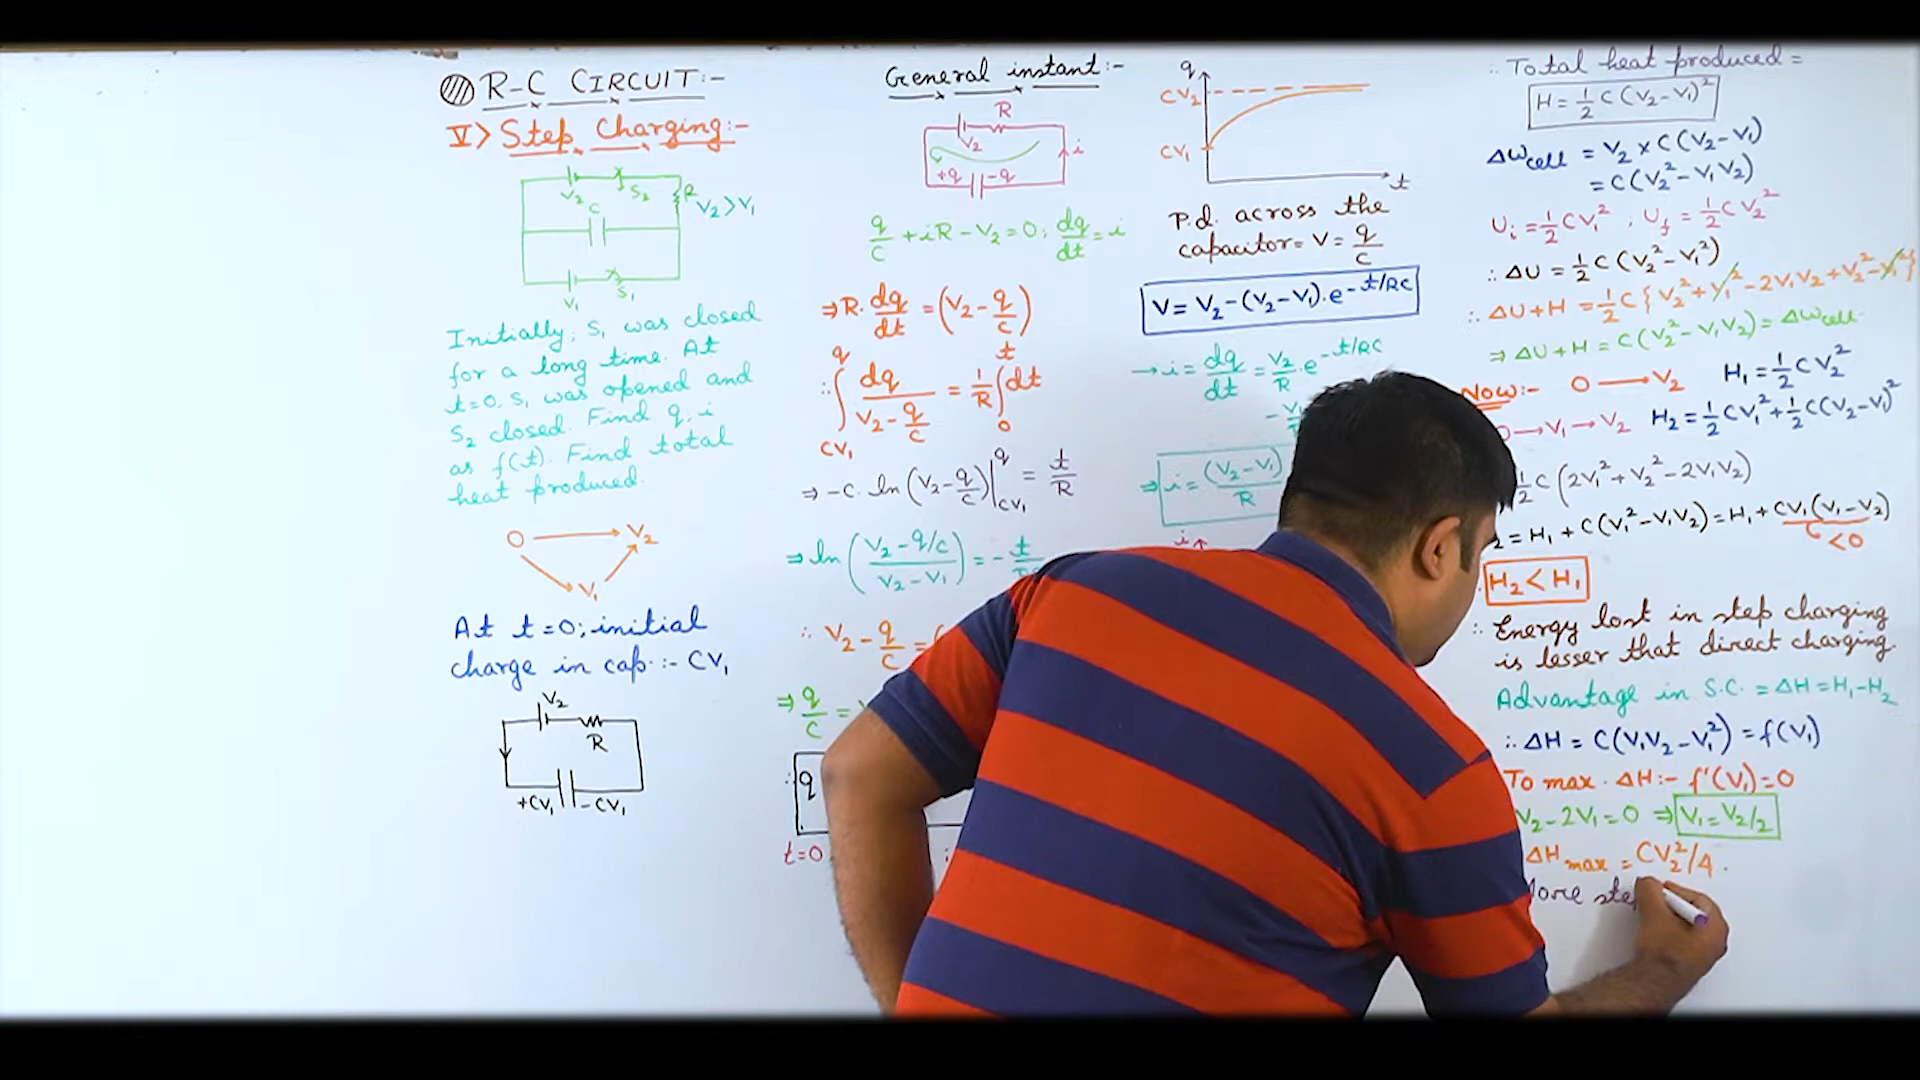 R-C CIRCUIT:-
V> Step Charging:-
V₂ S₂
R
V₂>V₁
C
V₁ S₁
Initially: S₁ was closed
for a long time. At
t=0, S₁ was opened and
S₂ closed. Find q, i
as f(t). Find total
heat produced.
0 V₂
V₁
At t=0; initial
charge in cap. :- CV₁
V₂
R
+CV₁ -CV₁
General instant:-
R
V₂
i
+q -q
q/C + iR - V₂ = 0; dq/dt = i
⇒ R. dq/dt = (V₂ - q/C)
∴ ∫_{CV₁}^{q} dq/(V₂ - q/C) = 1/R ∫_{0}^{t} dt
⇒ -C. ln(V₂ - q/C)|_{CV₁}^{q} = t/R
⇒ ln((V₂ - q/C)/(V₂ - V₁)) = - t/
∴ V₂ - q/C =
⇒ q/C =
∴ q
t=0
q
CV₂
CV₁
t
P.d. across the
capacitor = V = q/C
V = V₂ - (V₂-V₁).e^{-t/RC}
→ i = dq/dt = V₂/R .e^{-t/RC}
⇒ i = (V₂-V₁)/R
i
∴ Total heat produced =
H = 1/2 C (V₂-V₁)²
ΔW_cell = V₂ × C(V₂-V₁)
= C(V₂² - V₁V₂)
U_i = 1/2 CV₁², U_f = 1/2 CV₂²
∴ ΔU = 1/2 C(V₂² - V₁²)
∴ ΔU+H = 1/2 C {V₂² + V₁² - 2V₁V₂ + V₂² - V₁²}
⇒ ΔU+H = C(V₂² - V₁V₂) = ΔW_cell.
Now:- 0 → V₂ H₁ = 1/2 CV₂²
→ V₁ → V₂ H₂ = 1/2 CV₁² + 1/2 C(V₂-V₁)²
1/2 C (2V₁² + V₂² - 2V₁V₂)
= H₁ + C(V₁² - V₁V₂) = H₁ + CV₁(V₁-V₂)
<0
H₂ < H₁
∴ Energy lost in step charging
is lesser that direct charging.
Advantage in S.C. = ΔH = H₁-H₂
∴ ΔH = C(V₁V₂ - V₁²) = f(V₁)
To max. ΔH:- f'(V₁) = 0
V₂ - 2V₁ = 0 ⇒ V₁ = V₂/2
ΔH_max = CV₂²/4.